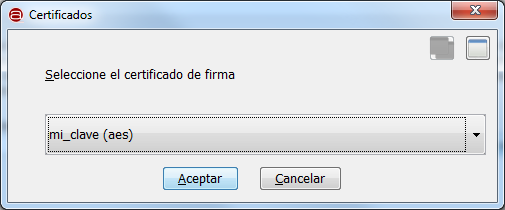 Certificados
Seleccione el certificado de firma
mi_clave (aes)
Aceptar
Cancelar